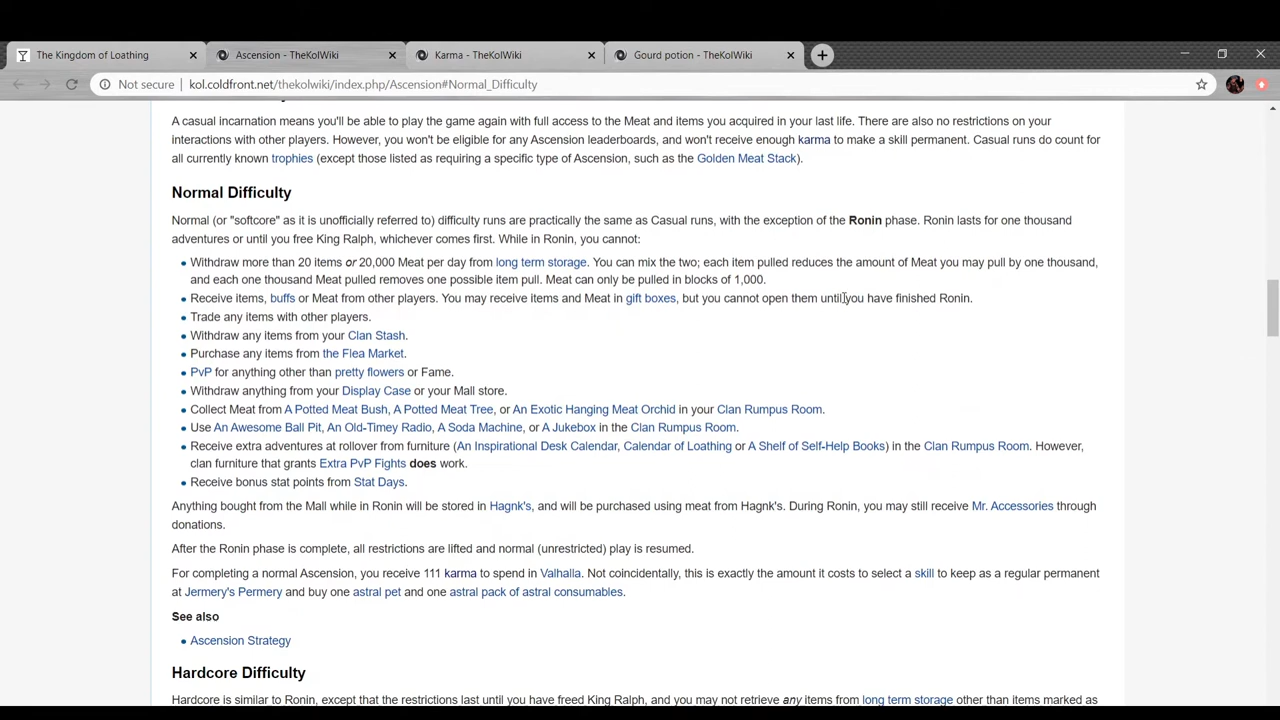 The Kingdom of Loathing
Ascension - TheKolWiki
Karma - TheKolWiki
Gourd potion - TheKolWiki
Not secure
kol.coldfront.net/thekolwiki/index.php/Ascension#Normal_Difficulty
A casual incarnation means you'll be able to play the game again with full access to the Meat and items you acquired in your last life. There are also no restrictions on your
interactions with other players. However, you won't be eligible for any Ascension leaderboards, and won't receive enough karma to make a skill permanent. Casual runs do count for
all currently known trophies (except those listed as requiring a specific type of Ascension, such as the Golden Meat Stack).
Normal Difficulty
Normal (or "softcore" as it is unofficially referred to) difficulty runs are practically the same as Casual runs, with the exception of the Ronin phase. Ronin lasts for one thousand
adventures or until you free King Ralph, whichever comes first. While in Ronin, you cannot:
Withdraw more than 20 items or 20,000 Meat per day from long term storage. You can mix the two; each item pulled reduces the amount of Meat you may pull by one thousand,
and each one thousand Meat pulled removes one possible item pull. Meat can only be pulled in blocks of 1,000.
Receive items, buffs or Meat from other players. You may receive items and Meat in gift boxes, but you cannot open them until you have finished Ronin.
Trade any items with other players.
Withdraw any items from your Clan Stash.
Purchase any items from the Flea Market.
PvP for anything other than pretty flowers or Fame.
Withdraw anything from your Display Case or your Mall store.
Collect Meat from A Potted Meat Bush, A Potted Meat Tree, or An Exotic Hanging Meat Orchid in your Clan Rumpus Room.
Use An Awesome Ball Pit, An Old-Timey Radio, A Soda Machine, or A Jukebox in the Clan Rumpus Room.
Receive extra adventures at rollover from furniture (An Inspirational Desk Calendar, Calendar of Loathing or A Shelf of Self-Help Books) in the Clan Rumpus Room. However,
clan furniture that grants Extra PvP Fights does work.
Receive bonus stat points from Stat Days.
Anything bought from the Mall while in Ronin will be stored in Hagnk's, and will be purchased using meat from Hagnk's. During Ronin, you may still receive Mr. Accessories through
donations.
After the Ronin phase is complete, all restrictions are lifted and normal (unrestricted) play is resumed.
For completing a normal Ascension, you receive 111 karma to spend in Valhalla. Not coincidentally, this is exactly the amount it costs to select a skill to keep as a regular permanent
at Jermery's Permery and buy one astral pet and one astral pack of astral consumables.
See also
Ascension Strategy
Hardcore Difficulty
Hardcore is similar to Ronin, except that the restrictions last until you have freed King Ralph, and you may not retrieve any items from long term storage other than items marked as